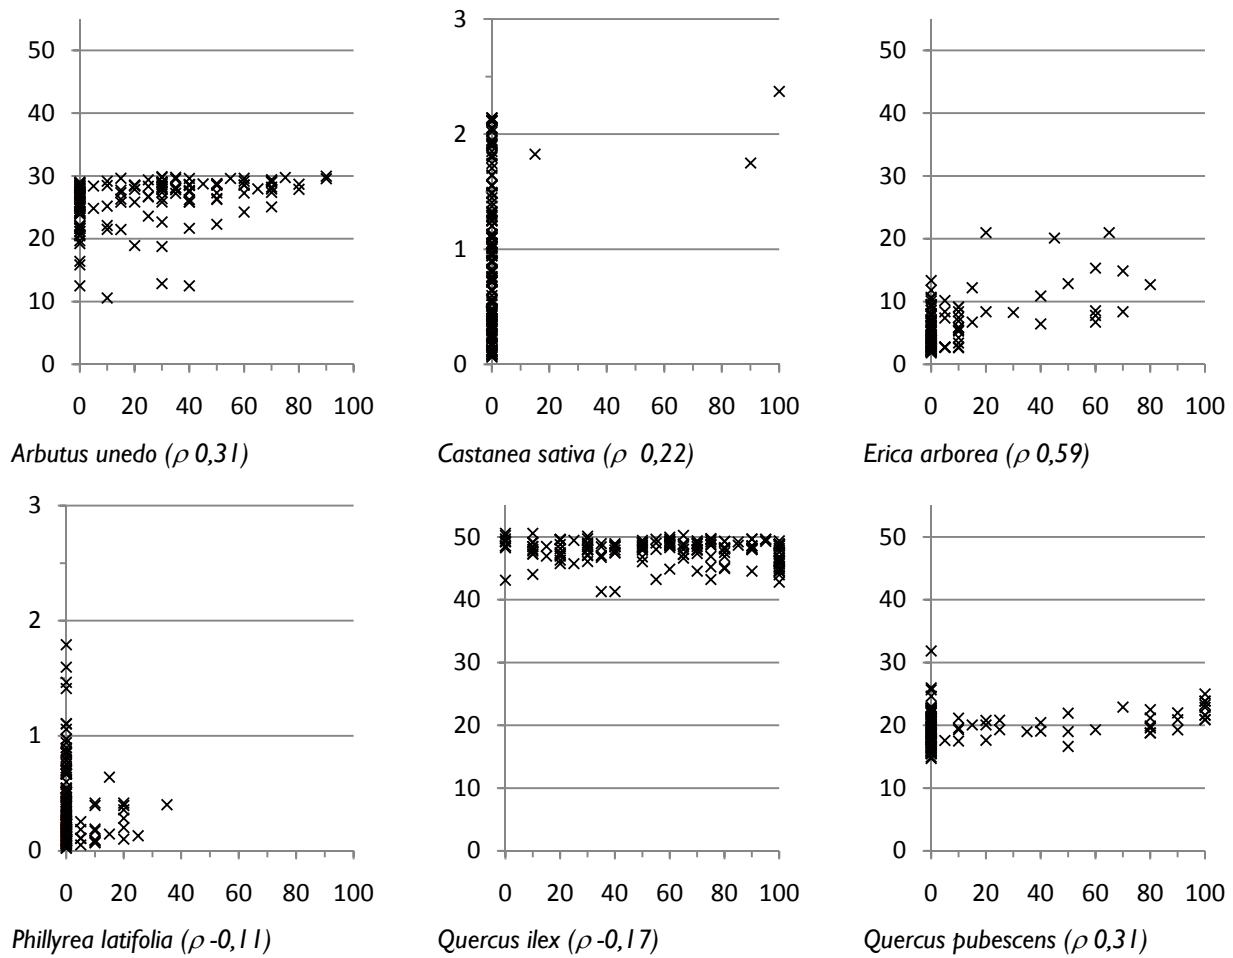 50
40
30
20
10
0
0 20 40 60 80 100
Arbutus unedo (ρ 0,31)
3
2
1
0
0 20 40 60 80 100
Castanea sativa (ρ 0,22)
50
40
30
20
10
0
0 20 40 60 80 100
Erica arborea (ρ 0,59)
3
2
1
0
0 20 40 60 80 100
Phillyrea latifolia (ρ -0,11)
50
40
30
20
10
0
0 20 40 60 80 100
Quercus ilex (ρ -0,17)
50
40
30
20
10
0
0 20 40 60 80 100
Quercus pubescens (ρ 0,31)